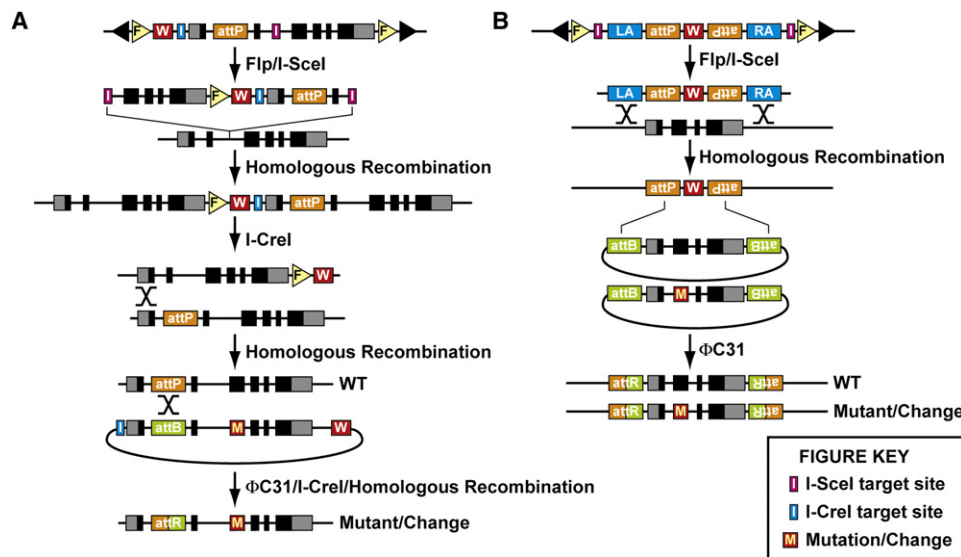 A
F W I attP I F
Flp/I-SceI
I F W I attP I
Homologous Recombination
F W I attP
I-CreI
F W
attP
Homologous Recombination
attP WT
I attB M W
ΦC31/I-CreI/Homologous Recombination
attR M Mutant/Change
B
F I LA attP W attP RA I F
Flp/I-SceI
LA attP W attP RA
Homologous Recombination
attP W attP
attB attB
attB M attB
ΦC31
attR attR WT
attR M attR Mutant/Change
FIGURE KEY
I I-SceI target site
I I-CreI target site
M Mutation/Change